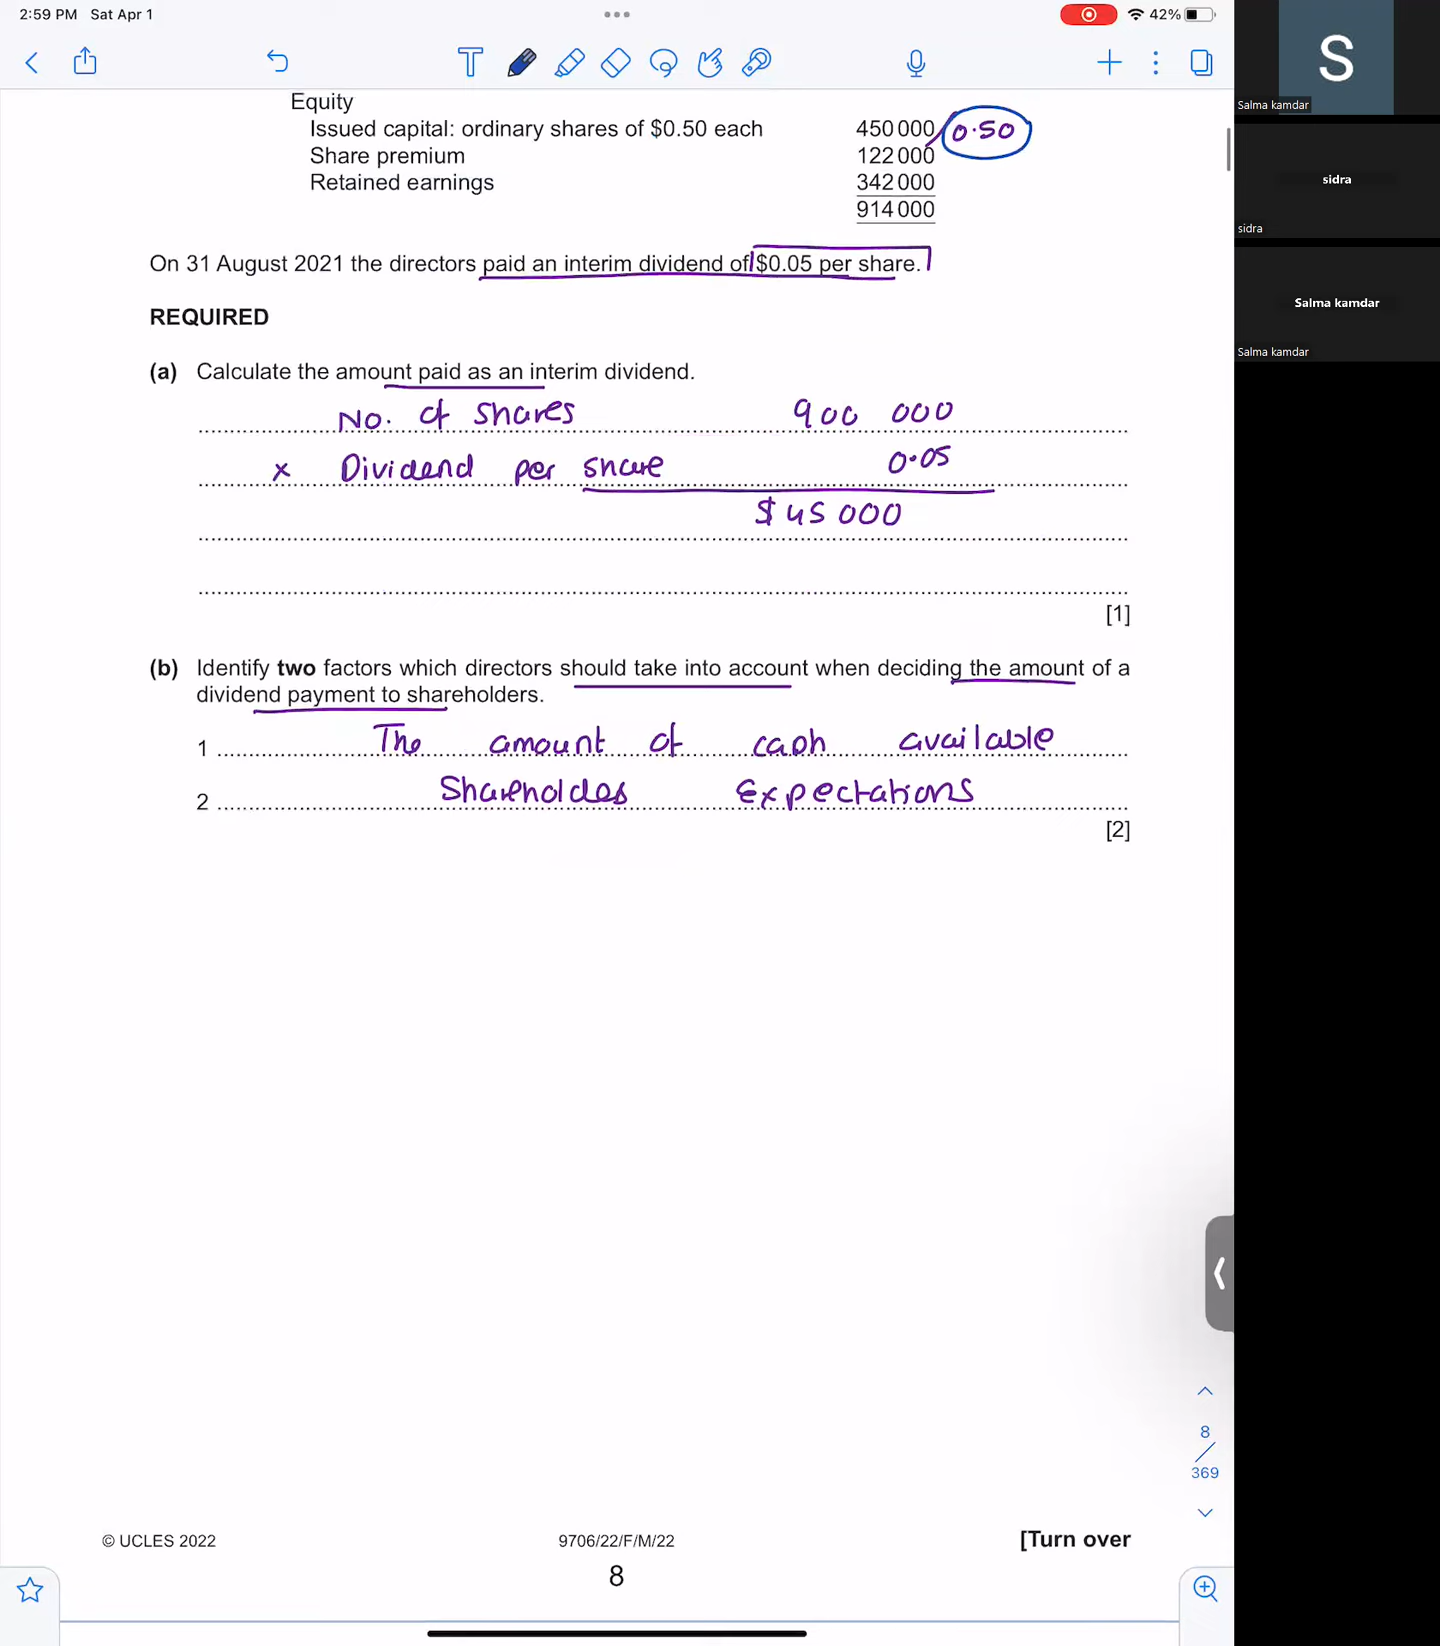 2:59 PM Sat Apr 1
42%
S
Salma kamdar
sidra
sidra
Salma kamdar
Salma kamdar
Equity
Issued capital: ordinary shares of $0.50 each 450 000 / 0.50
Share premium 122 000
Retained earnings 342 000
914 000
On 31 August 2021 the directors paid an interim dividend of $0.05 per share.
REQUIRED
(a) Calculate the amount paid as an interim dividend.
No. of shares 900 000
x Dividend per share 0.05
$ 45 000
[1]
(b) Identify two factors which directors should take into account when deciding the amount of a
dividend payment to shareholders.
1 The amount of cash available
2 Shareholdes Expectations
[2]
8
369
© UCLES 2022 9706/22/F/M/22 [Turn over
8